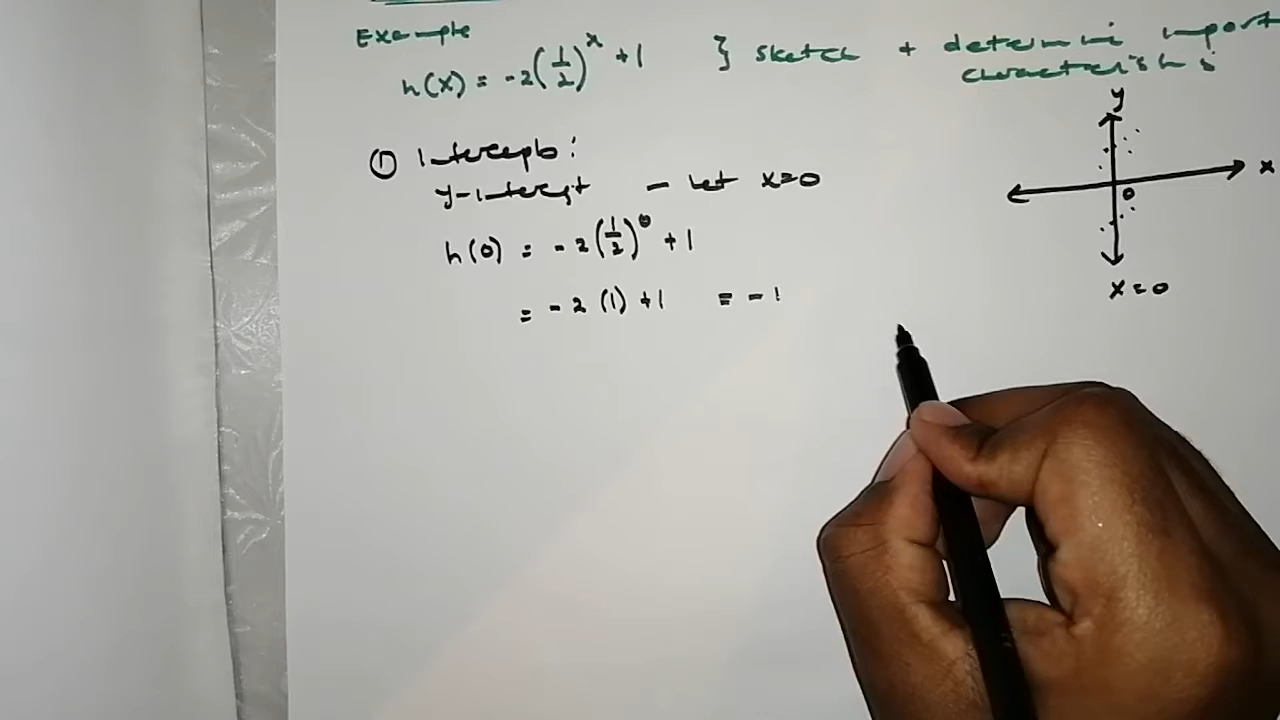 Example
h(x) = -2(1/2)^x +1 } sketch + determine import
characteristics
① Intercepts:
y-intercept - Let x=0
h(0) = -2(1/2)^0 +1
= -2 (1) +1 = -1
y
x
0
x=0